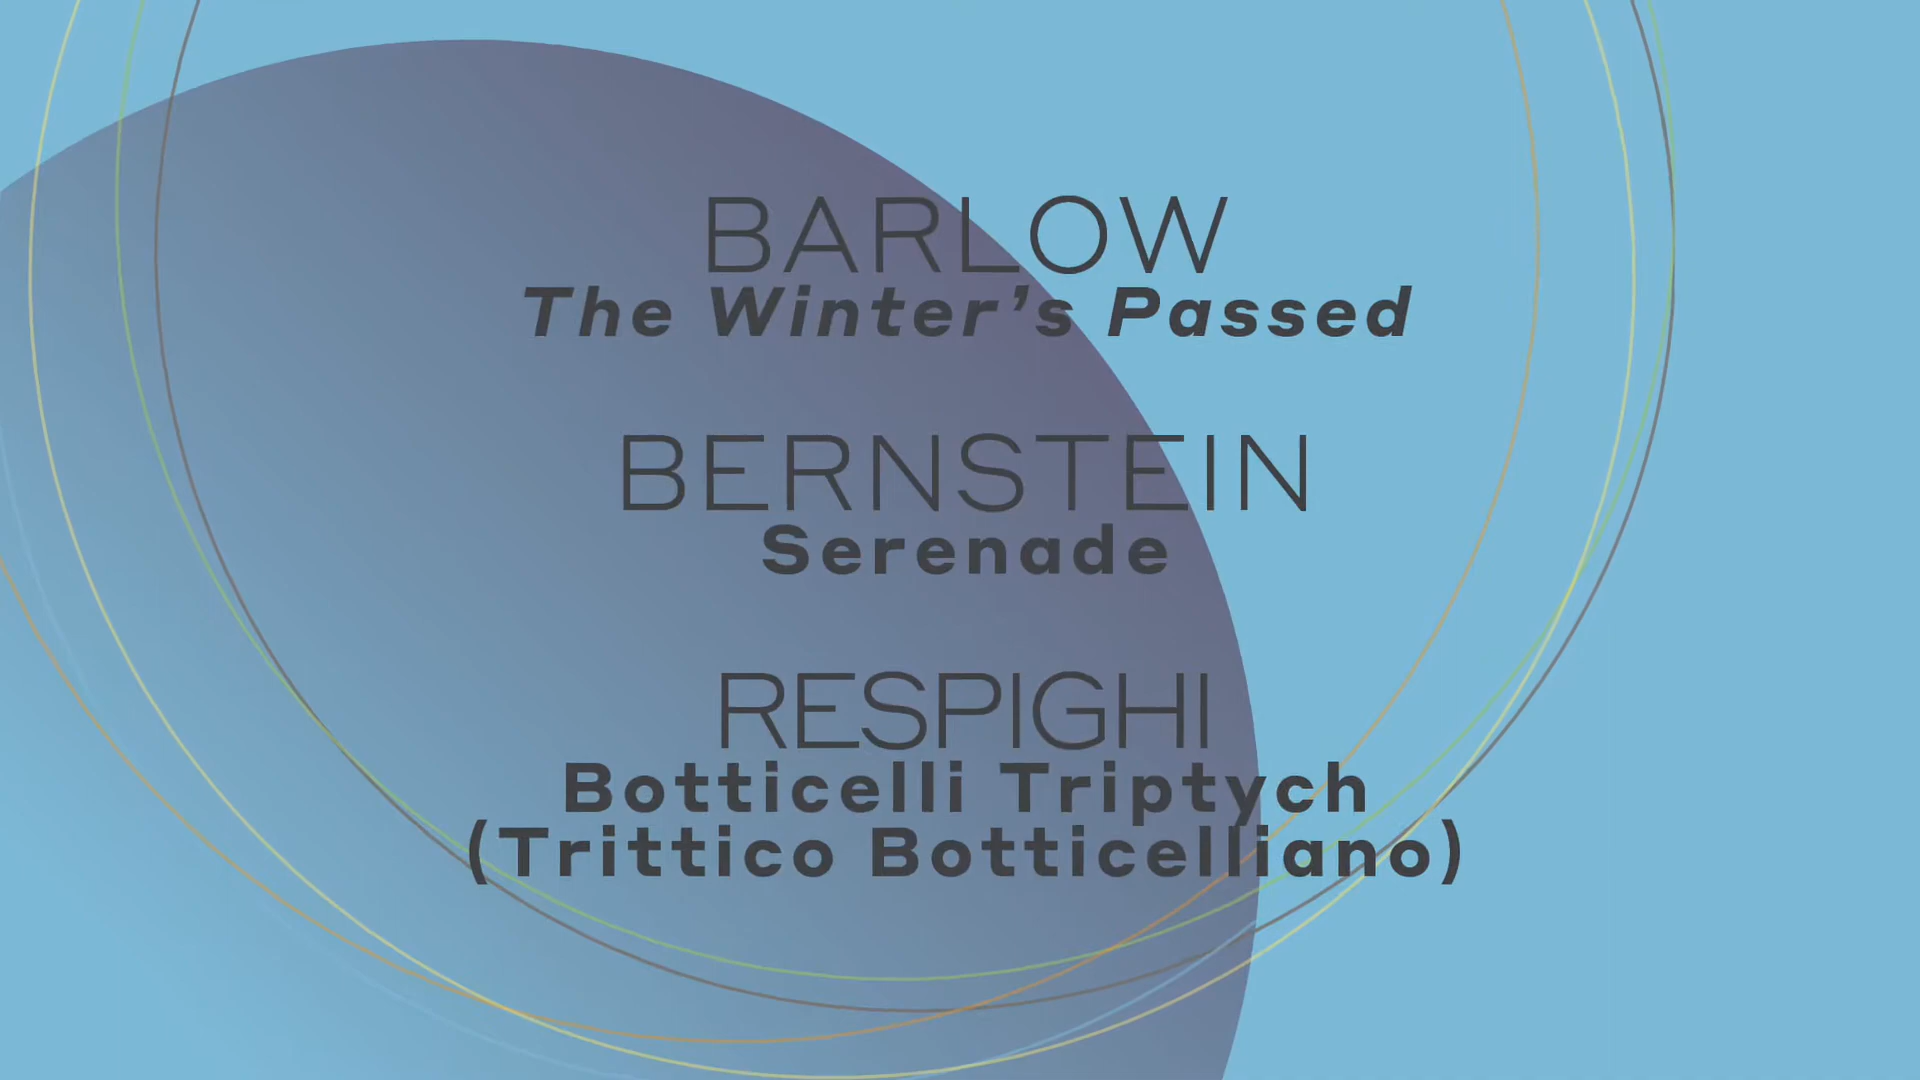 BARLOW
The Winter’s Passed
BERNSTEIN
Serenade
RESPIGHI
Botticelli Triptych
(Trittico Botticelliano)